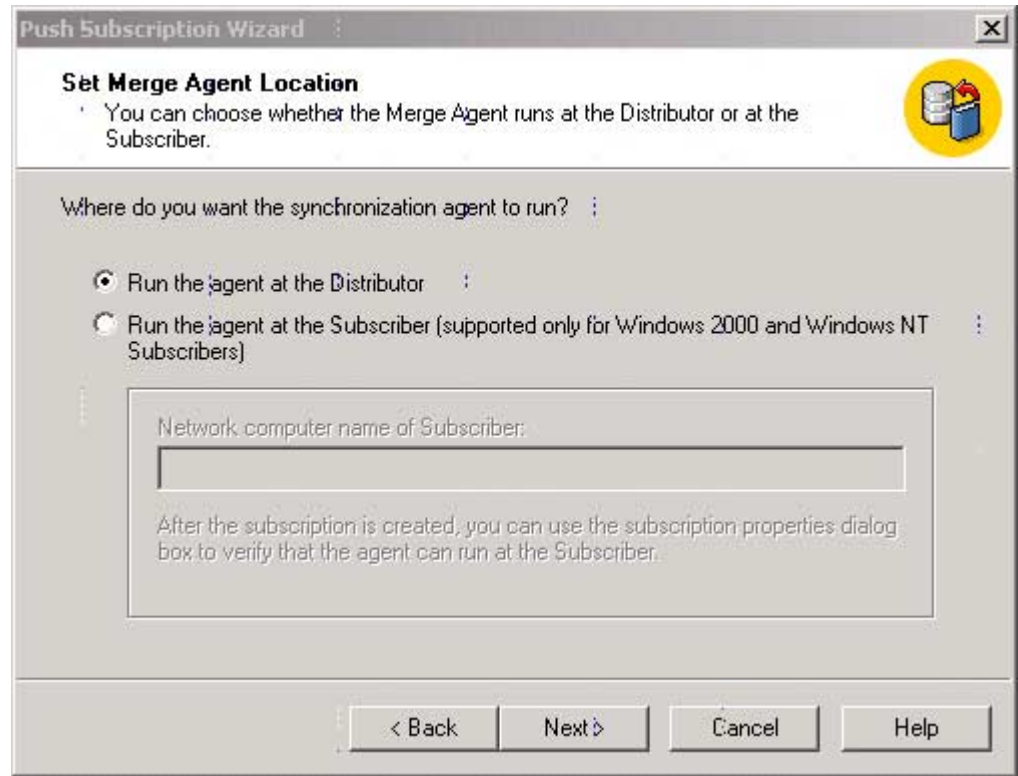 Push Subscription Wizard
Set Merge Agent Location
You can choose whether the Merge Agent runs at the Distributor or at the
Subscriber.
Where do you want the synchronization agent to run?
Run the agent at the Distributor
Run the agent at the Subscriber (supported only for Windows 2000 and Windows NT
Subscribers)
Network computer name of Subscriber:
After the subscription is created, you can use the subscription properties dialog
box to verify that the agent can run at the Subscriber.
< Back
Next >
Cancel
Help